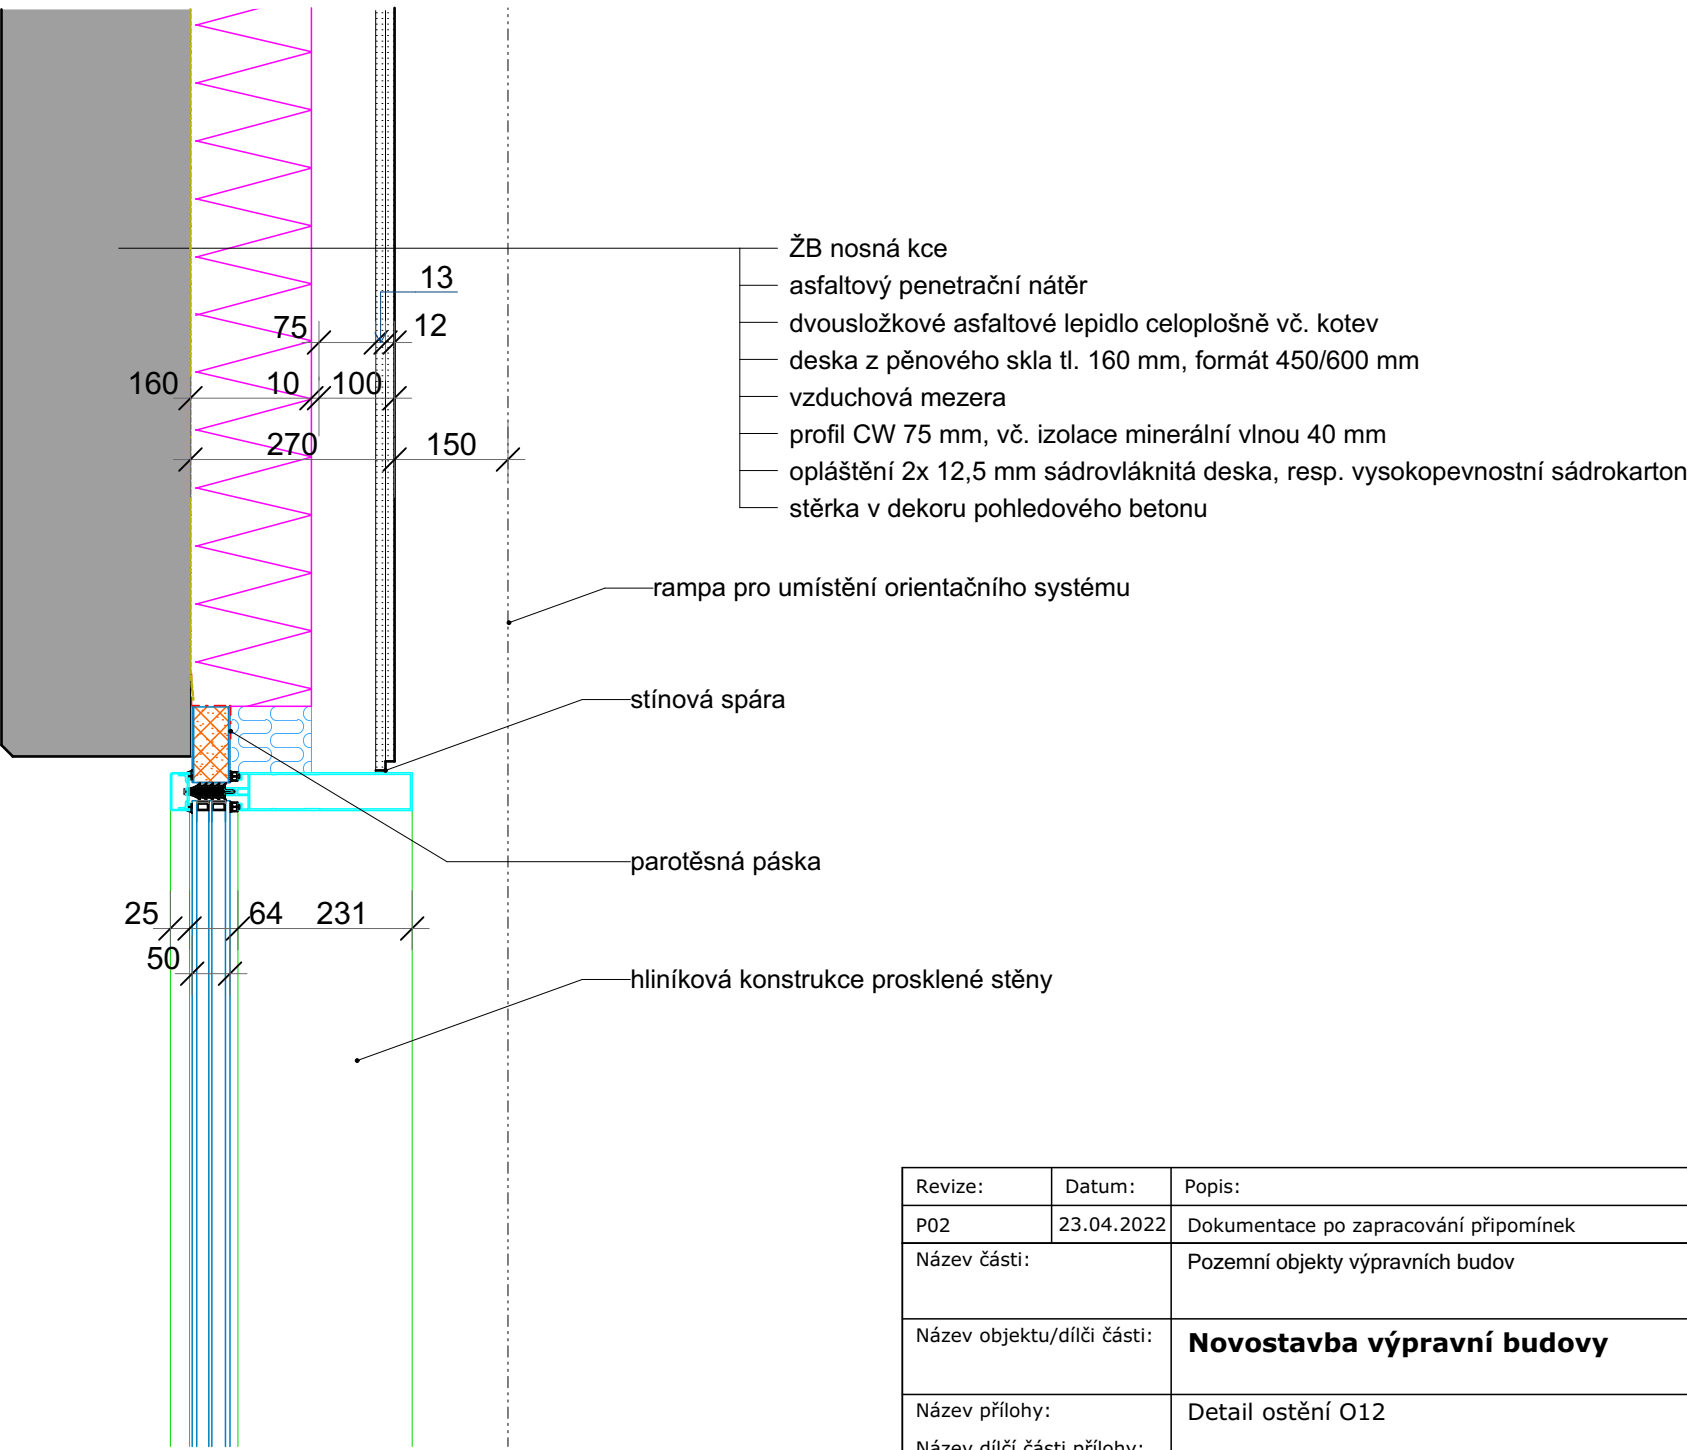 ŽB nosná kce
asfaltový penetrační nátěr
dvousložkové asfaltové lepidlo celoplošně vč. kotev
deska z pěnového skla tl. 160 mm, formát 450/600 mm
vzduchová mezera
profil CW 75 mm, vč. izolace minerální vlnou 40 mm
opláštění 2x 12,5 mm sádrovláknitá deska, resp. vysokopevnostní sádrokarton
stěrka v dekoru pohledového betonu
13
75 12
160 10 100
270 150
rampa pro umístění orientačního systému
stínová spára
parotěsná páska
25 64 231
50
hliníková konstrukce prosklené stěny
Revize: Datum: Popis:
P02 23.04.2022 Dokumentace po zapracování připomínek
Název části: Pozemní objekty výpravních budov
Název objektu/dílči části: Novostavba výpravní budovy
Název přílohy: Detail ostění O12
Název dílčí části přílohy: